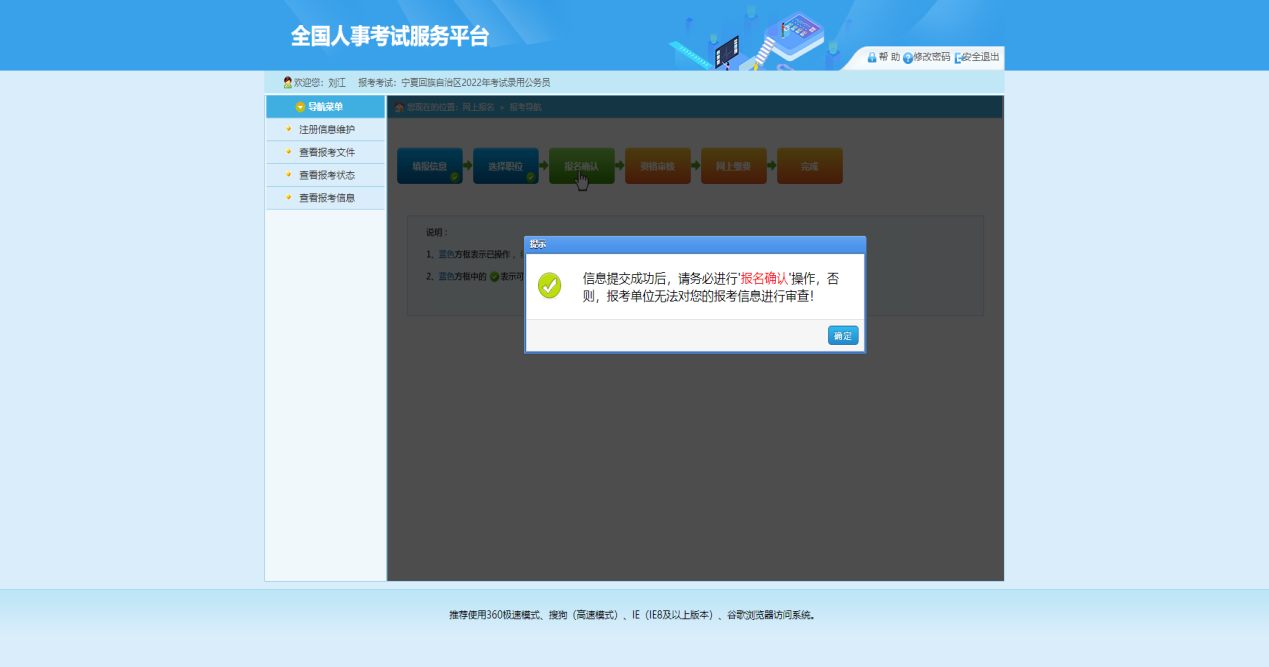 全国人事考试服务平台
帮 助 修改密码 安全退出
欢迎您：刘江 报考考试：宁夏回族自治区2022年考试录用公务员
导航菜单
您现在的位置：网上报名 > 报考导航
注册信息维护
查看报考文件
查看报考状态
查看报考信息
填报信息
选择职位
报名确认
资格审核
网上缴费
完成
说明：
1、蓝色方框表示已操作，
2、蓝色方框中的 表示可
提示
信息提交成功后，请务必进行'报名确认'操作，否
则，报考单位无法对您的报考信息进行审查！
确定
推荐使用360极速模式、搜狗（高速模式）、IE（IE8及以上版本）、谷歌浏览器访问系统。